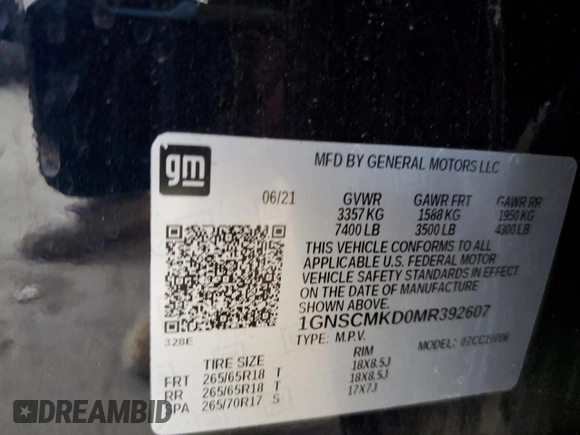 gm
MFD BY GENERAL MOTORS LLC
06/21 GVWR GAWR FRT GAWR RR
3357 KG 1588 KG 1950 KG
7400 LB 3500 LB 4300 LB
THIS VEHICLE CONFORMS TO ALL
APPLICABLE U.S. FEDERAL MOTOR
VEHICLE SAFETY STANDARDS IN EFFECT
ON THE DATE OF MANUFACTURE
SHOWN ABOVE.
1GNSCMKD0MR392607
328E
TYPE: M.P.V. MODEL:
TIRE SIZE RIM
FRT 265/65R18 T 18X8.5J
RR 265/65R18 T 18X8.5J
SPA 265/70R17 S 17X7J
DREAMBID